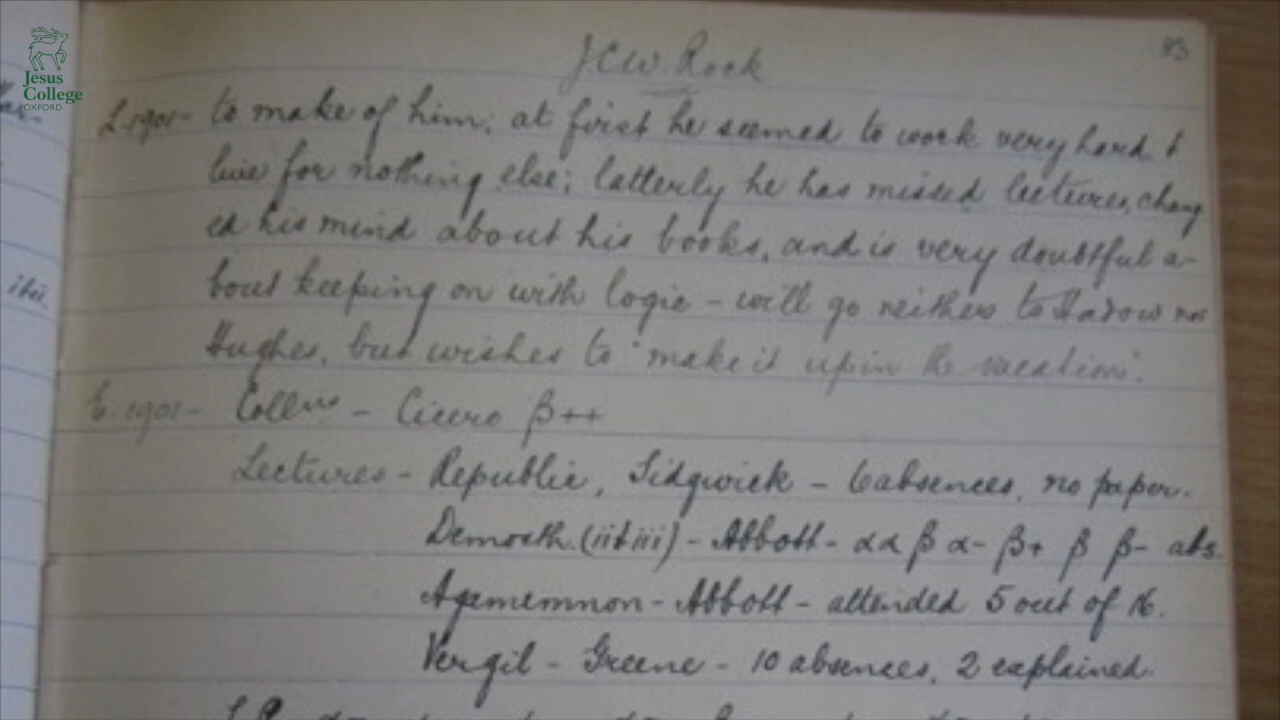 Jesus
College
OXFORD
J.C.W. Rock
83
L. 1901- to make of him; at first he seemed to work very hard &
live for nothing else; latterly he has missed lectures, chang
ed his mind about his books, and is very doubtful a-
bout keeping on with logic - will go neither to Hadow nor
Hughes, but wishes to "make it up in the vacation".
E. 1901- Collns - Cicero β++
Lectures - Republic, Sidgwick - 6 absences, no paper.
Demosth. (ii & iii) - Abbott - αα β α- β+ β β- abs.
Agememnon - Abbott - attended 5 out of 16.
Vergil - Greene - 10 absences, 2 explained.
ibii.